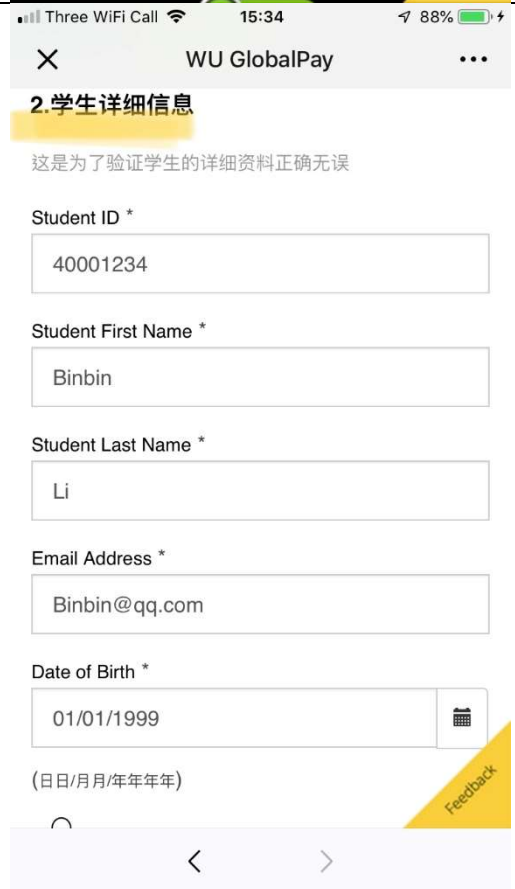 Three WiFi Call 15:34 88%
WU GlobalPay
2.学生详细信息
这是为了验证学生的详细资料正确无误
Student ID *
40001234
Student First Name *
Binbin
Student Last Name *
Li
Email Address *
Binbin@qq.com
Date of Birth *
01/01/1999
(日日/月月/年年年年)
Feedback